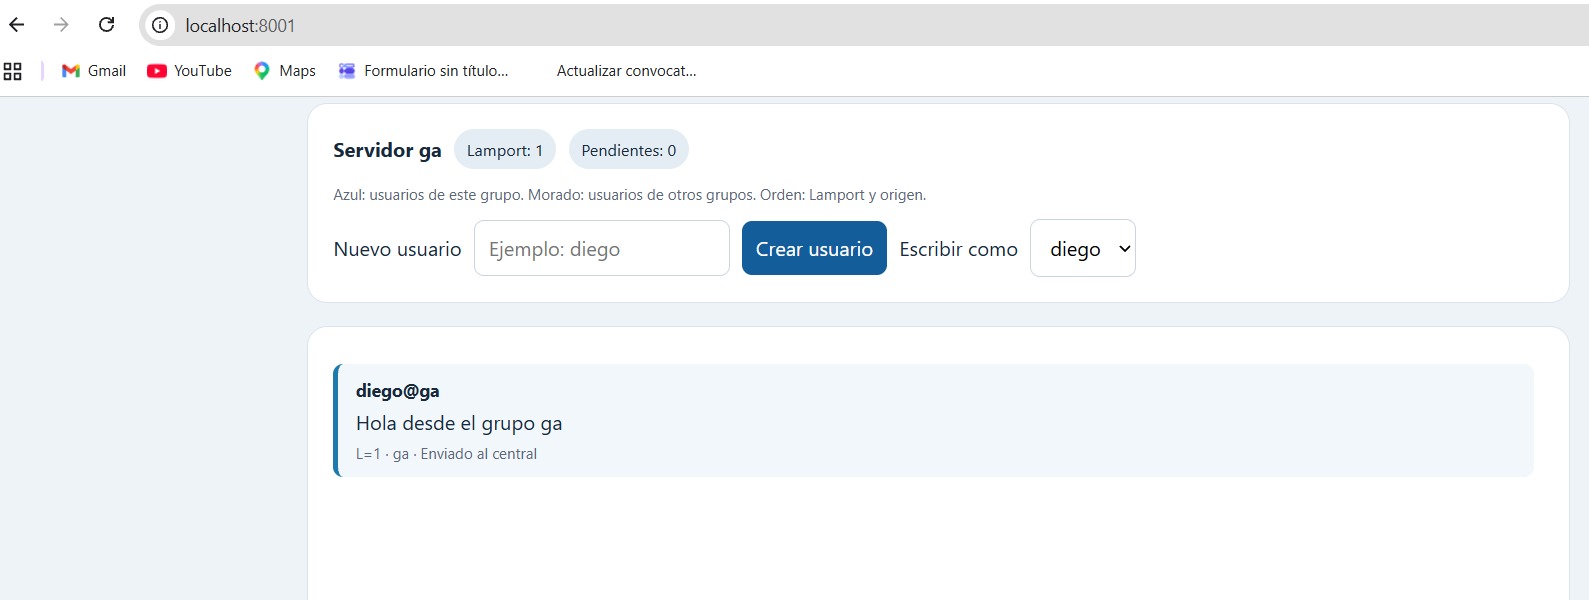 localhost:8001
Gmail YouTube Maps Formulario sin título... Actualizar convocat...
Servidor ga Lamport: 1 Pendientes: 0
Azul: usuarios de este grupo. Morado: usuarios de otros grupos. Orden: Lamport y origen.
Nuevo usuario Ejemplo: diego Crear usuario Escribir como diego
diego@ga
Hola desde el grupo ga
L=1 · ga · Enviado al central